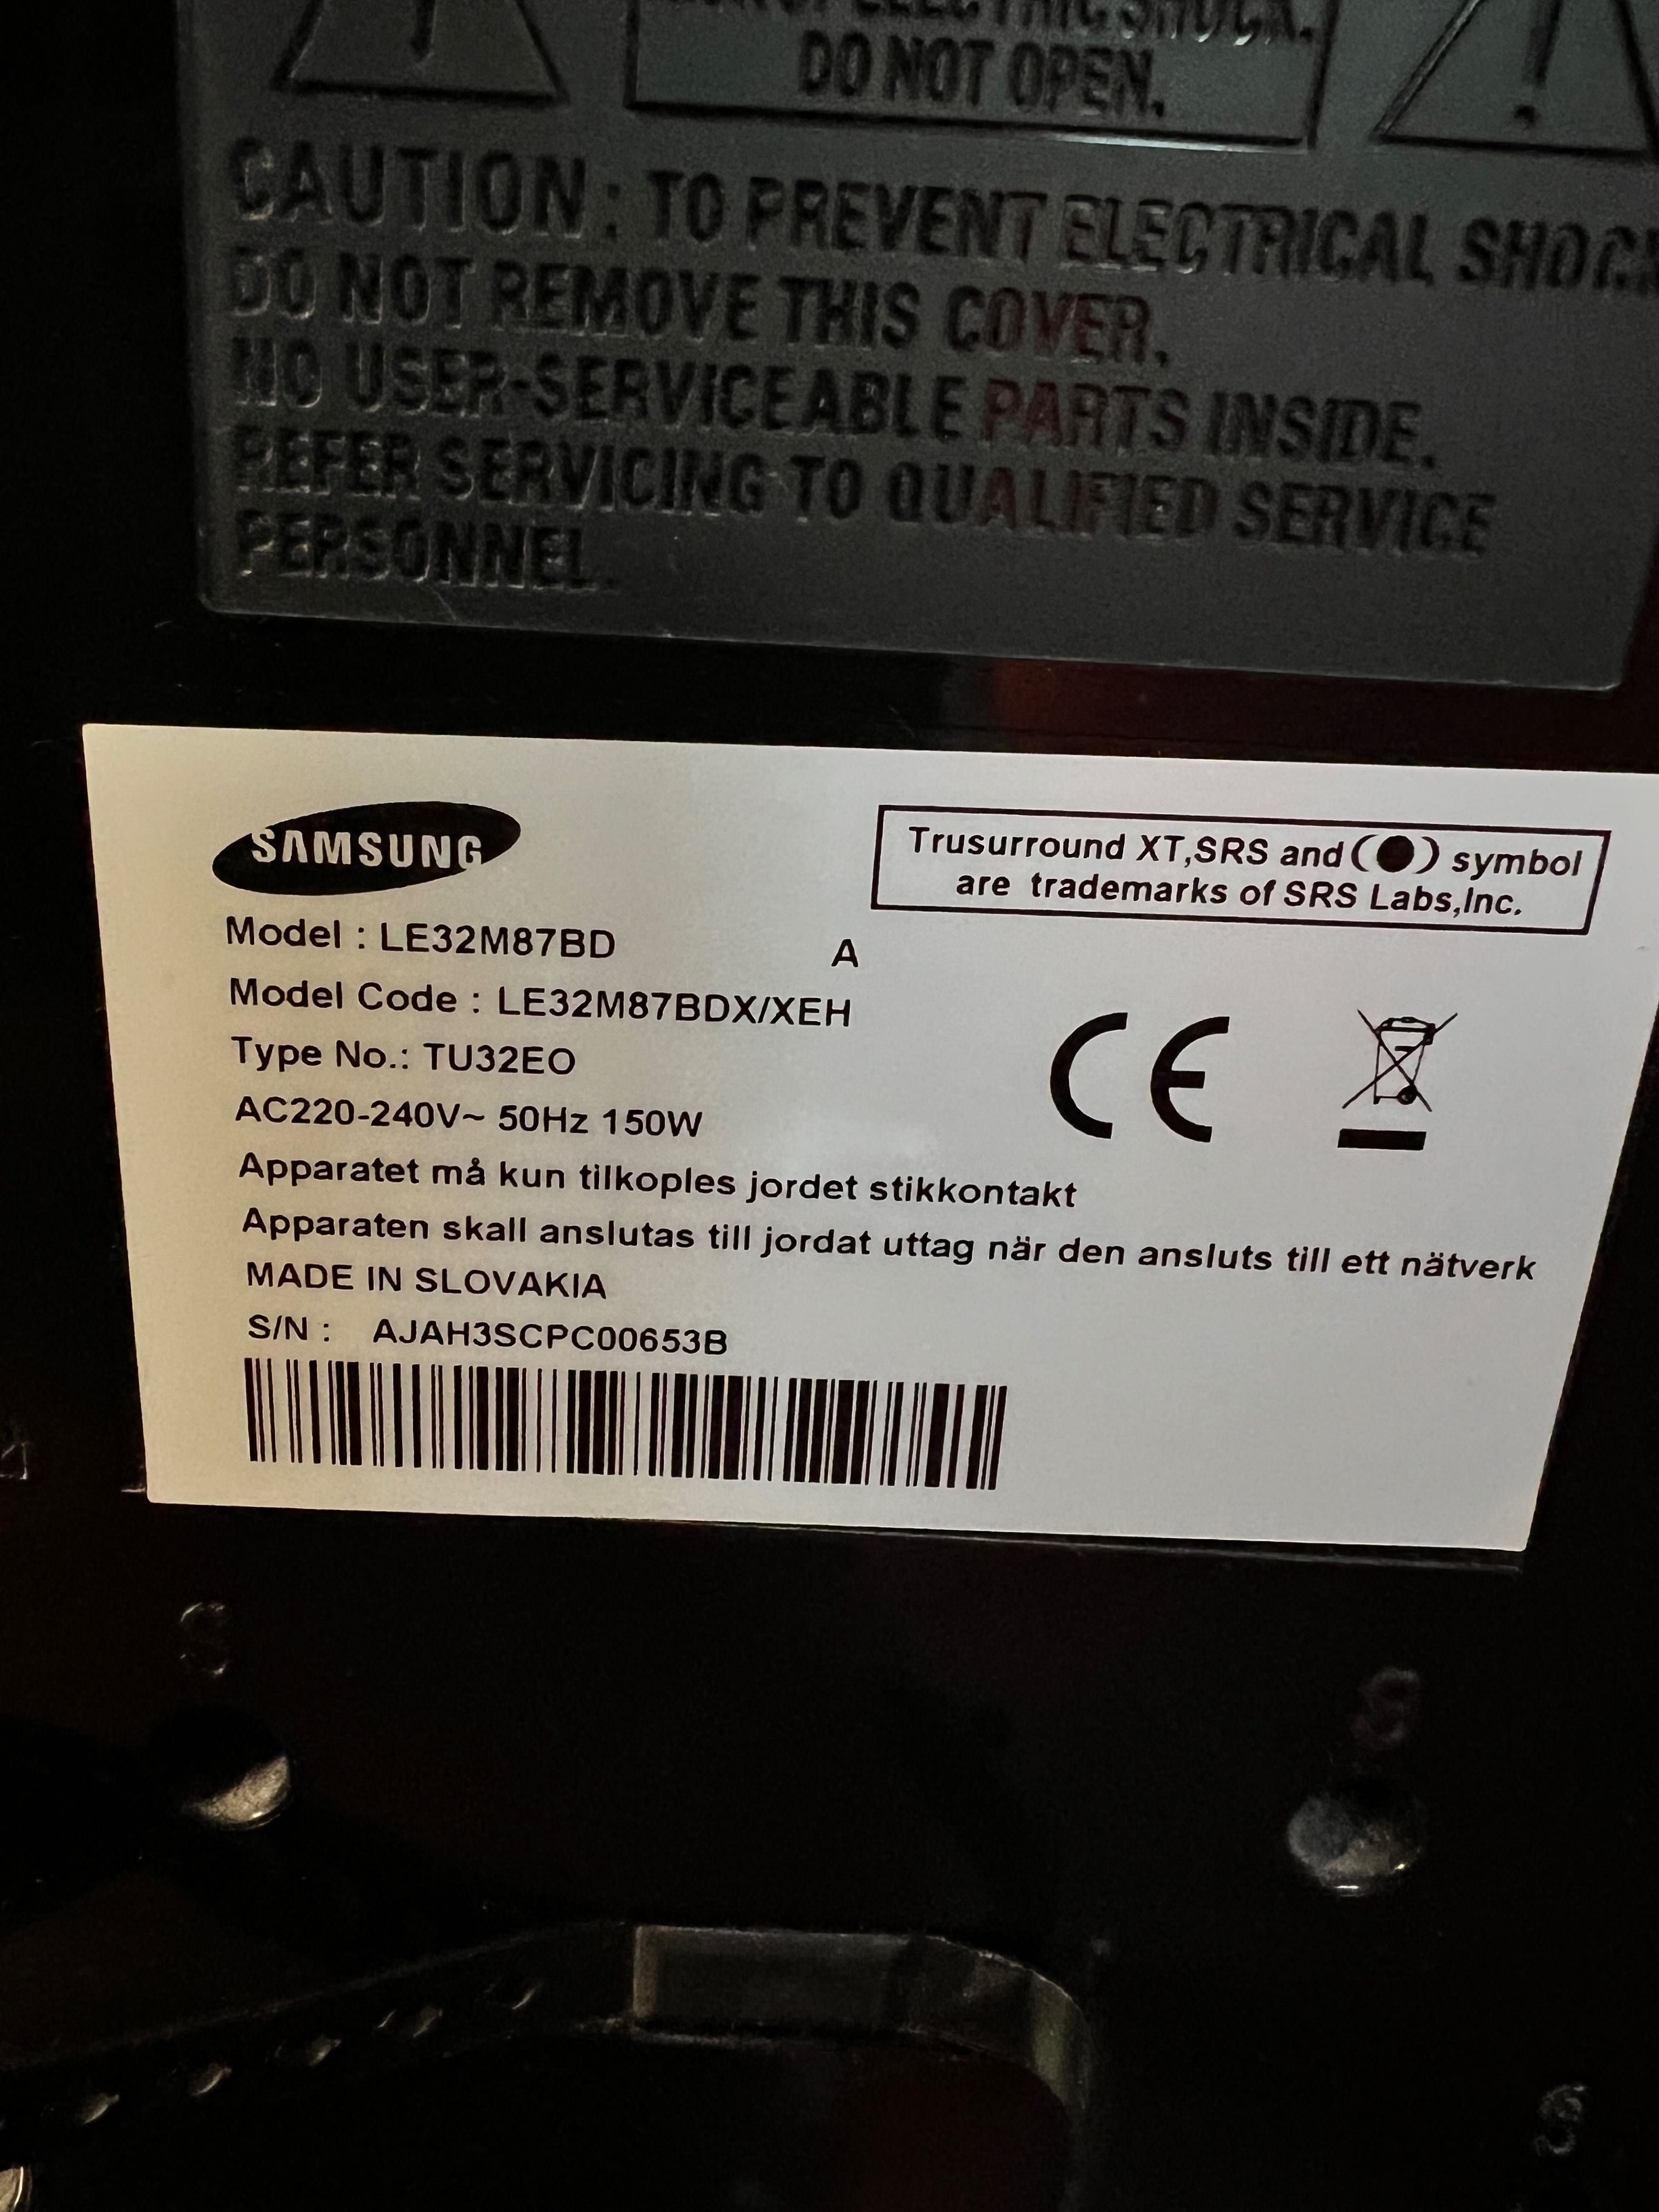 ELECTRIC SHOCK.
DO NOT OPEN.
CAUTION : TO PREVENT ELECTRICAL SHOCK
DO NOT REMOVE THIS COVER.
NO USER-SERVICEABLE PARTS INSIDE.
REFER SERVICING TO QUALIFIED SERVICE
PERSONNEL.
SAMSUNG
Trusurround XT,SRS and (●) symbol
are trademarks of SRS Labs,Inc.
Model : LE32M87BD A
Model Code : LE32M87BDX/XEH
Type No.: TU32EO
AC220-240V~ 50Hz 150W
CE
Apparatet må kun tilkoples jordet stikkontakt
Apparaten skall anslutas till jordat uttag när den ansluts till ett nätverk
MADE IN SLOVAKIA
S/N : AJAH3SCPC00653B